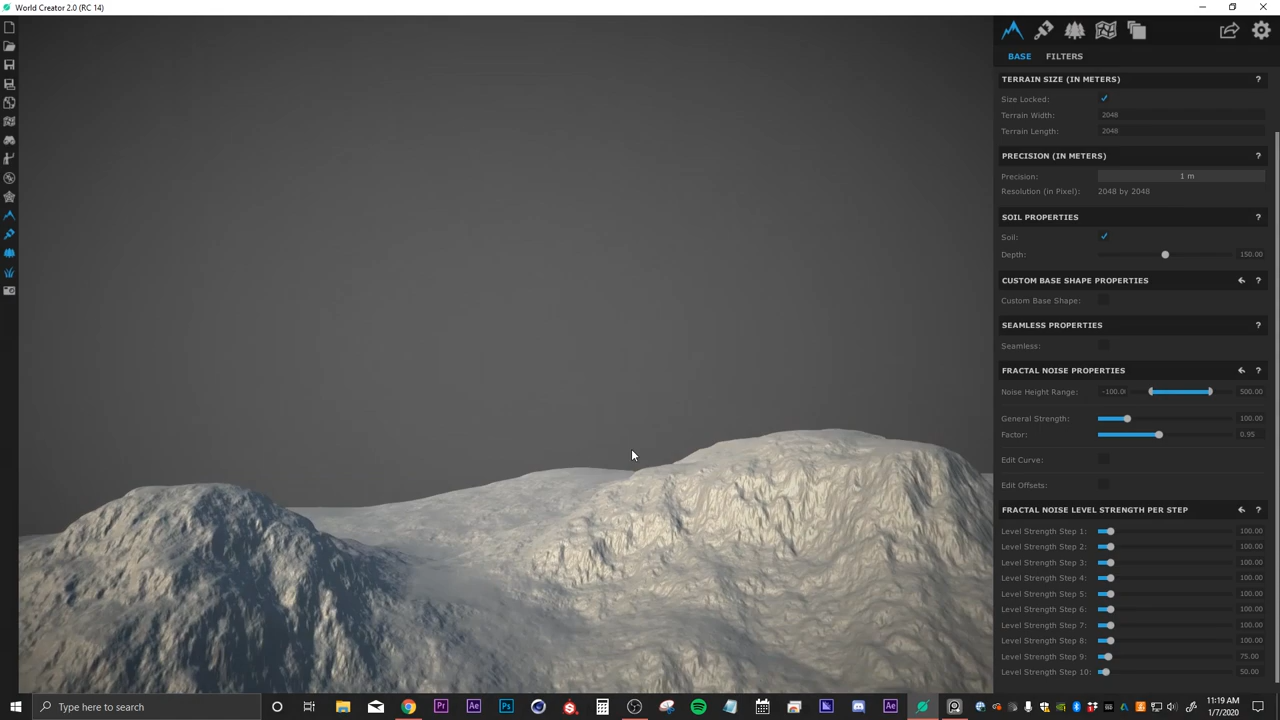 World Creator 2.0 (RC 14)
BASE FILTERS
TERRAIN SIZE (IN METERS) ?
Size Locked:
Terrain Width: 2048
Terrain Length: 2048
PRECISION (IN METERS) ?
Precision: 1 m
Resolution (in Pixel): 2048 by 2048
SOIL PROPERTIES ?
Soil:
Depth: 150.00
CUSTOM BASE SHAPE PROPERTIES ?
Custom Base Shape:
SEAMLESS PROPERTIES ?
Seamless:
FRACTAL NOISE PROPERTIES ?
Noise Height Range: -100.0 500.00
General Strength: 100.00
Factor: 0.95
Edit Curve:
Edit Offsets:
FRACTAL NOISE LEVEL STRENGTH PER STEP ?
Level Strength Step 1: 100.00
Level Strength Step 2: 100.00
Level Strength Step 3: 100.00
Level Strength Step 4: 100.00
Level Strength Step 5: 100.00
Level Strength Step 6: 100.00
Level Strength Step 7: 100.00
Level Strength Step 8: 100.00
Level Strength Step 9: 75.00
Level Strength Step 10: 50.00
Type here to search
Pr Ae Ps Ae
11:19 AM
1/7/2020